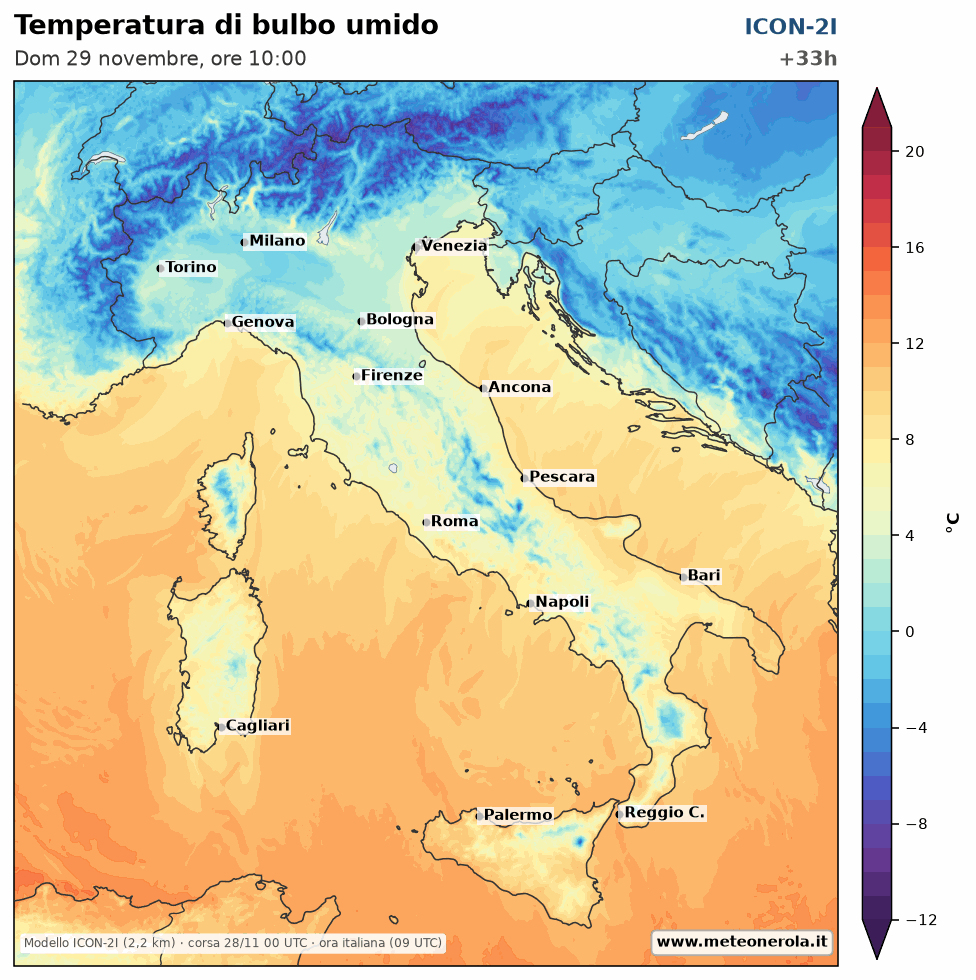 Temperatura di bulbo umido
ICON-2I
Dom 29 novembre, ore 10:00
+33h
20
16
12
8
4
0
−4
−8
−12
°C
Milano
Venezia
Torino
Genova
Bologna
Firenze
Ancona
Pescara
Roma
Bari
Napoli
Cagliari
Palermo
Reggio C.
Modello ICON-2I (2,2 km) · corsa 28/11 00 UTC · ora italiana (09 UTC)
www.meteonerola.it